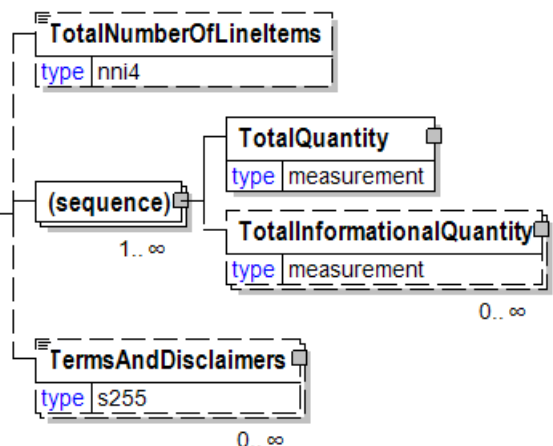 TotalNumberOfLineItems
type nni4
TotalQuantity
type measurement
(sequence)
1.. ∞
TotalInformationalQuantity
type measurement
0.. ∞
TermsAndDisclaimers
type s255
0.. ∞